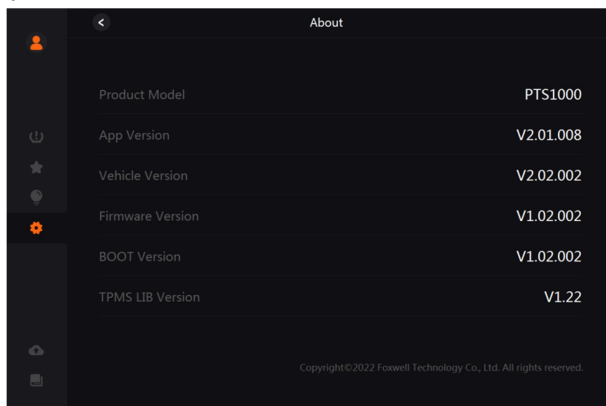 About
Product Model PTS1000
App Version V2.01.008
Vehicle Version V2.02.002
Firmware Version V1.02.002
BOOT Version V1.02.002
TPMS LIB Version V1.22
Copyright©2022 Foxwell Technology Co., Ltd. All rights reserved.